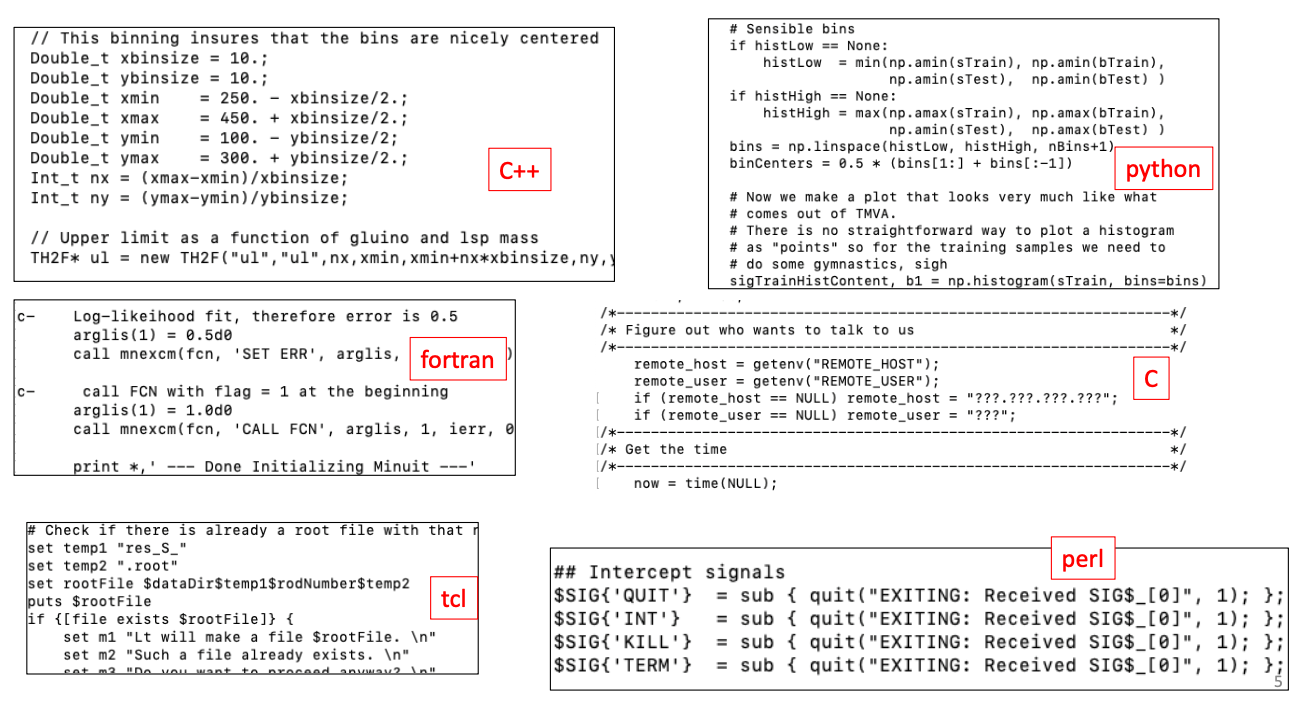 // This binning insures that the bins are nicely centered
Double_t xbinsize = 10.;
Double_t ybinsize = 10.;
Double_t xmin    = 250. - xbinsize/2.;
Double_t xmax    = 450. + xbinsize/2.;
Double_t ymin    = 100. - ybinsize/2;
Double_t ymax    = 300. + ybinsize/2.;
Int_t nx = (xmax-xmin)/xbinsize;
Int_t ny = (ymax-ymin)/ybinsize;
C++
// Upper limit as a function of gluino and lsp mass
TH2F* ul = new TH2F("ul","ul",nx,xmin,xmin+nx*xbinsize,ny,y
# Sensible bins
if histLow == None:
    histLow  = min(np.amin(sTrain), np.amin(bTrain),
                   np.amin(sTest),  np.amin(bTest) )
if histHigh == None:
    histHigh = max(np.amax(sTrain), np.amax(bTrain),
                   np.amin(sTest),  np.amax(bTest) )
bins = np.linspace(histLow, histHigh, nBins+1)
binCenters = 0.5 * (bins[1:] + bins[:-1])
python
# Now we make a plot that looks very much like what
# comes out of TMVA.
# There is no straightforward way to plot a histogram
# as "points" so for the training samples we need to
# do some gymnastics, sigh
sigTrainHistContent, b1 = np.histogram(sTrain, bins=bins)
c-     Log-likeihood fit, therefore error is 0.5
       arglis(1) = 0.5d0
       call mnexcm(fcn, 'SET ERR', arglis, )
fortran
c-      call FCN with flag = 1 at the beginning
       arglis(1) = 1.0d0
       call mnexcm(fcn, 'CALL FCN', arglis, 1, ierr, 0
       print *,' --- Done Initializing Minuit ---'
/*------------------------------------------------------------------*/
/* Figure out who wants to talk to us                               */
/*------------------------------------------------------------------*/
    remote_host = getenv("REMOTE_HOST");
    remote_user = getenv("REMOTE_USER");
    if (remote_host == NULL) remote_host = "???.???.???.???";
    if (remote_user == NULL) remote_user = "???";
C
/*------------------------------------------------------------------*/
/* Get the time                                                     */
/*------------------------------------------------------------------*/
    now = time(NULL);
# Check if there is already a root file with that
set temp1 "res_S_"
set temp2 ".root"
set rootFile $dataDir$temp1$rodNumber$temp2
puts $rootFile
if {[file exists $rootFile]} {
    set m1 "Lt will make a file $rootFile. \n"
    set m2 "Such a file already exists. \n"
    set m3 "Do you want to proceed anyway? \n"
tcl
perl
## Intercept signals
$SIG{'QUIT'}  = sub { quit("EXITING: Received SIG$_[0]", 1); };
$SIG{'INT'}   = sub { quit("EXITING: Received SIG$_[0]", 1); };
$SIG{'KILL'}  = sub { quit("EXITING: Received SIG$_[0]", 1); };
$SIG{'TERM'}  = sub { quit("EXITING: Received SIG$_[0]", 1); };
5